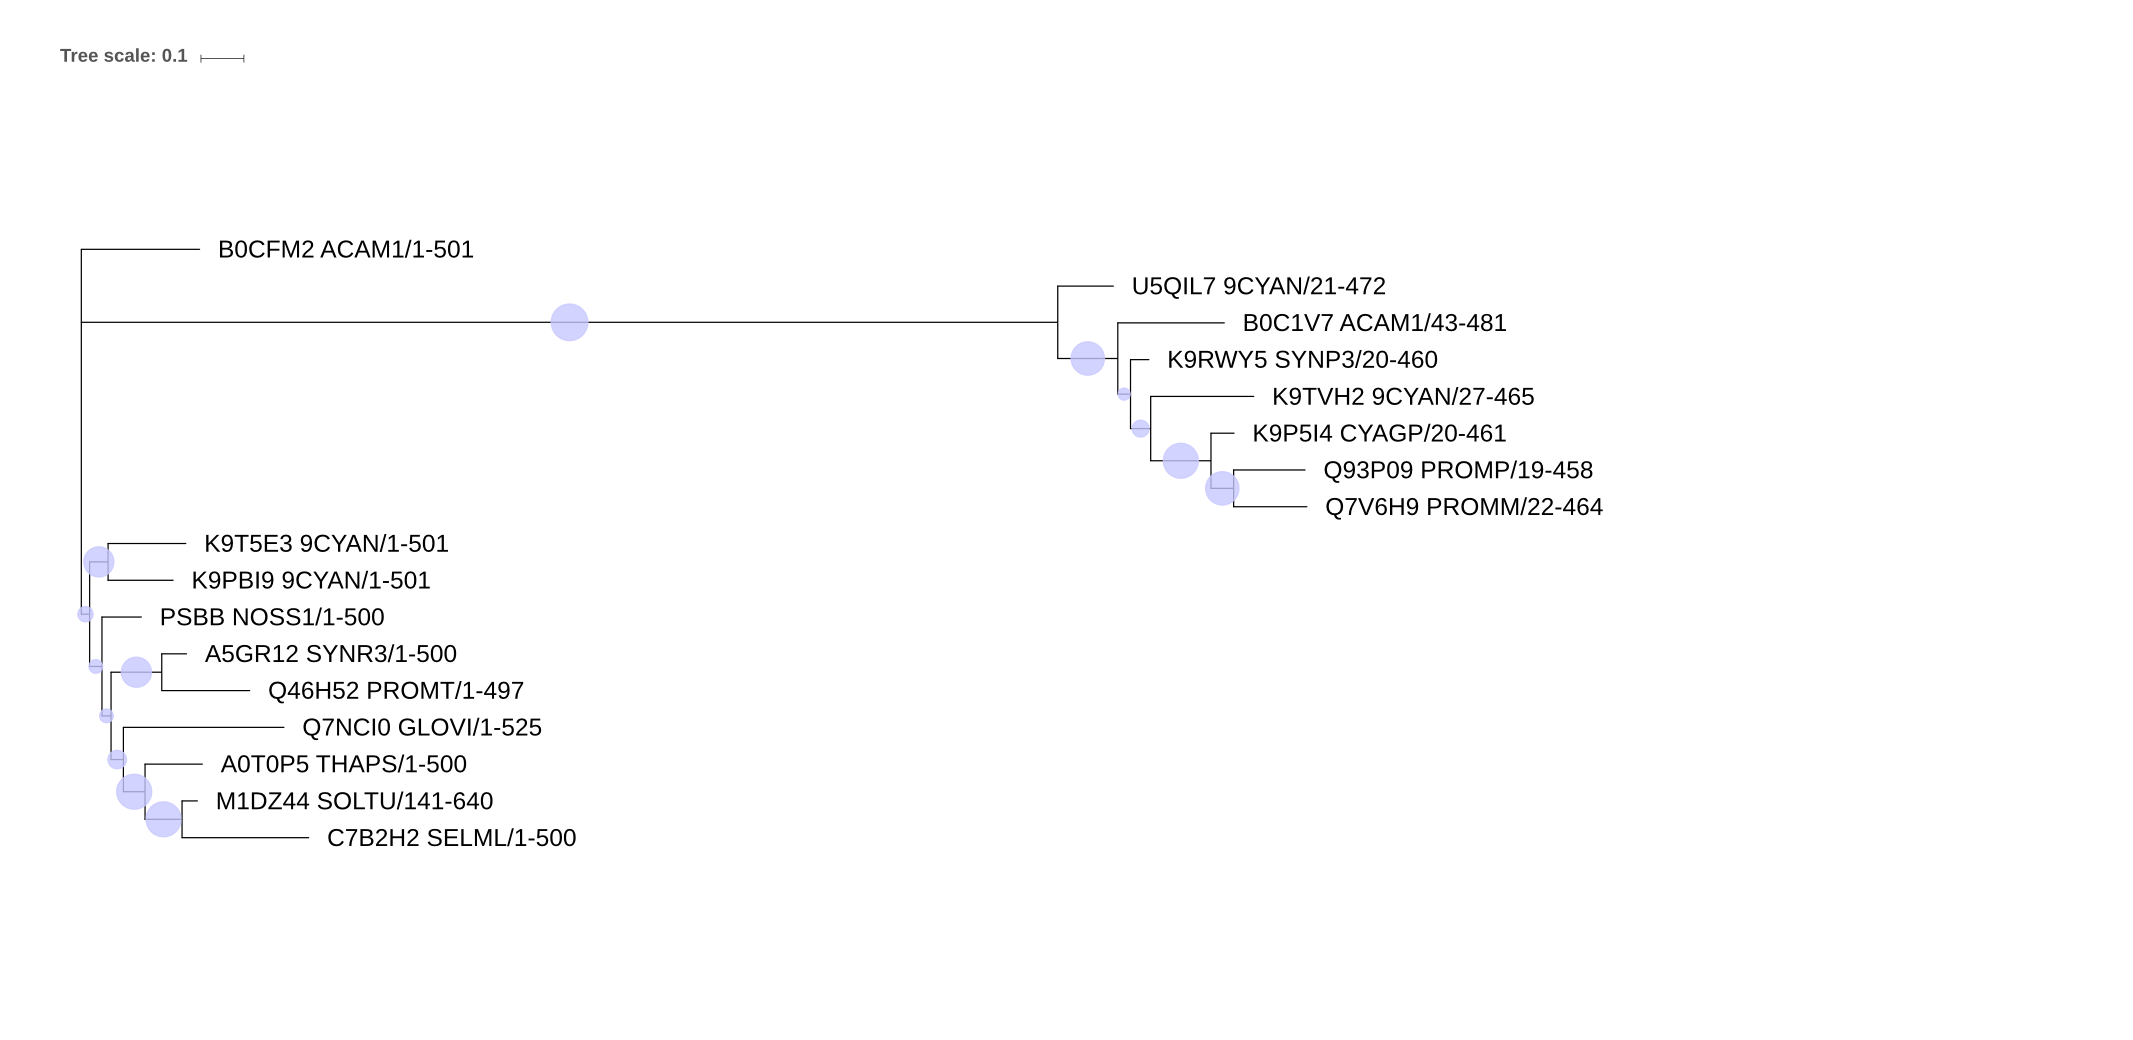 Tree scale: 0.1
B0CFM2 ACAM1/1-501
U5QIL7 9CYAN/21-472
B0C1V7 ACAM1/43-481
K9RWY5 SYNP3/20-460
K9TVH2 9CYAN/27-465
K9P5I4 CYAGP/20-461
Q93P09 PROMP/19-458
Q7V6H9 PROMM/22-464
K9T5E3 9CYAN/1-501
K9PBI9 9CYAN/1-501
PSBB NOSS1/1-500
A5GR12 SYNR3/1-500
Q46H52 PROMT/1-497
Q7NCI0 GLOVI/1-525
A0T0P5 THAPS/1-500
M1DZ44 SOLTU/141-640
C7B2H2 SELML/1-500